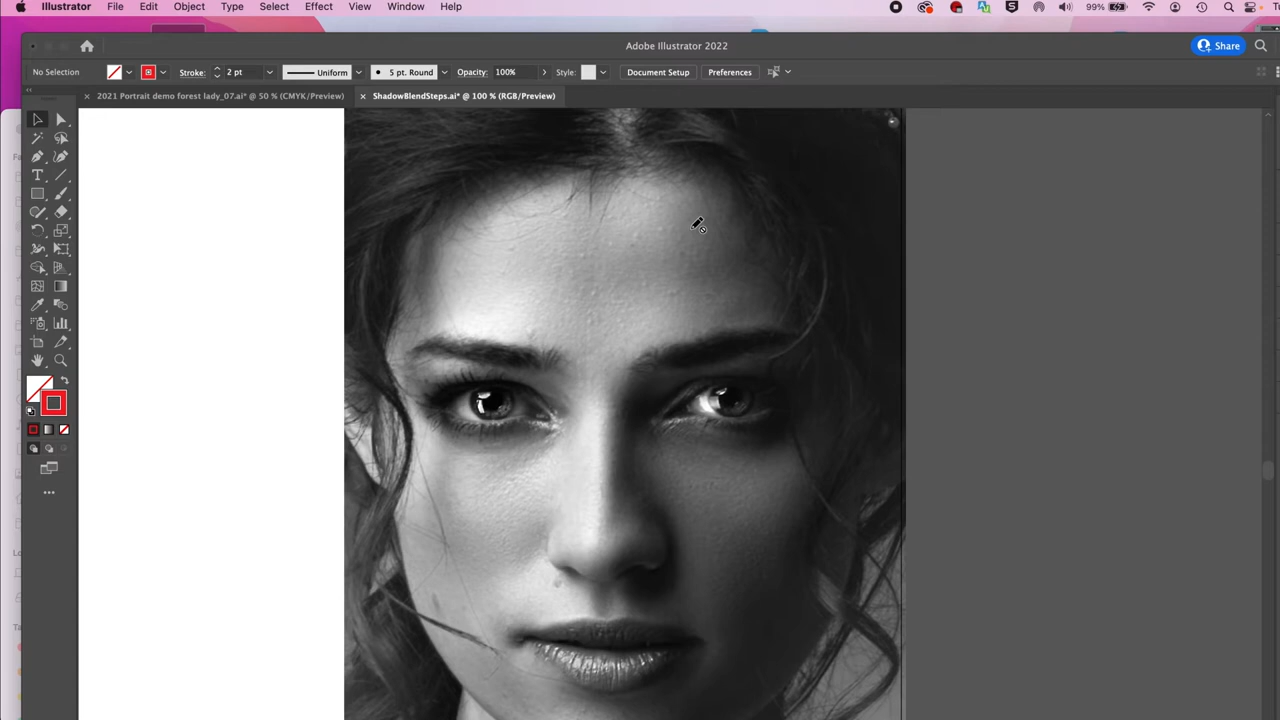 Illustrator File Edit Object Type Select Effect View Window Help 99%
Adobe Illustrator 2022 Share
No Selection Stroke: 2 pt Uniform 5 pt. Round Opacity: 100% Style: Document Setup Preferences
× 2021 Portrait demo forest lady_07.ai* @ 50 % (CMYK/Preview) × ShadowBlendSteps.ai* @ 100 % (RGB/Preview)